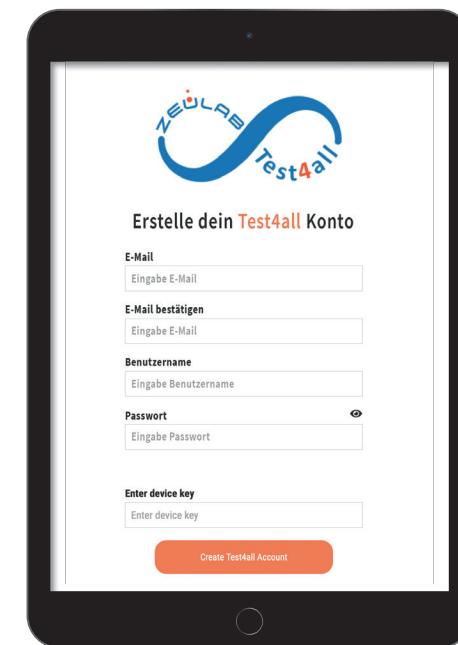 ZEULAB
Test4all
Erstelle dein Test4all Konto
E-Mail
Eingabe E-Mail
E-Mail bestätigen
Eingabe E-Mail
Benutzername
Eingabe Benutzername
Passwort
Eingabe Passwort
Enter device key
Enter device key
Create Test4all Account